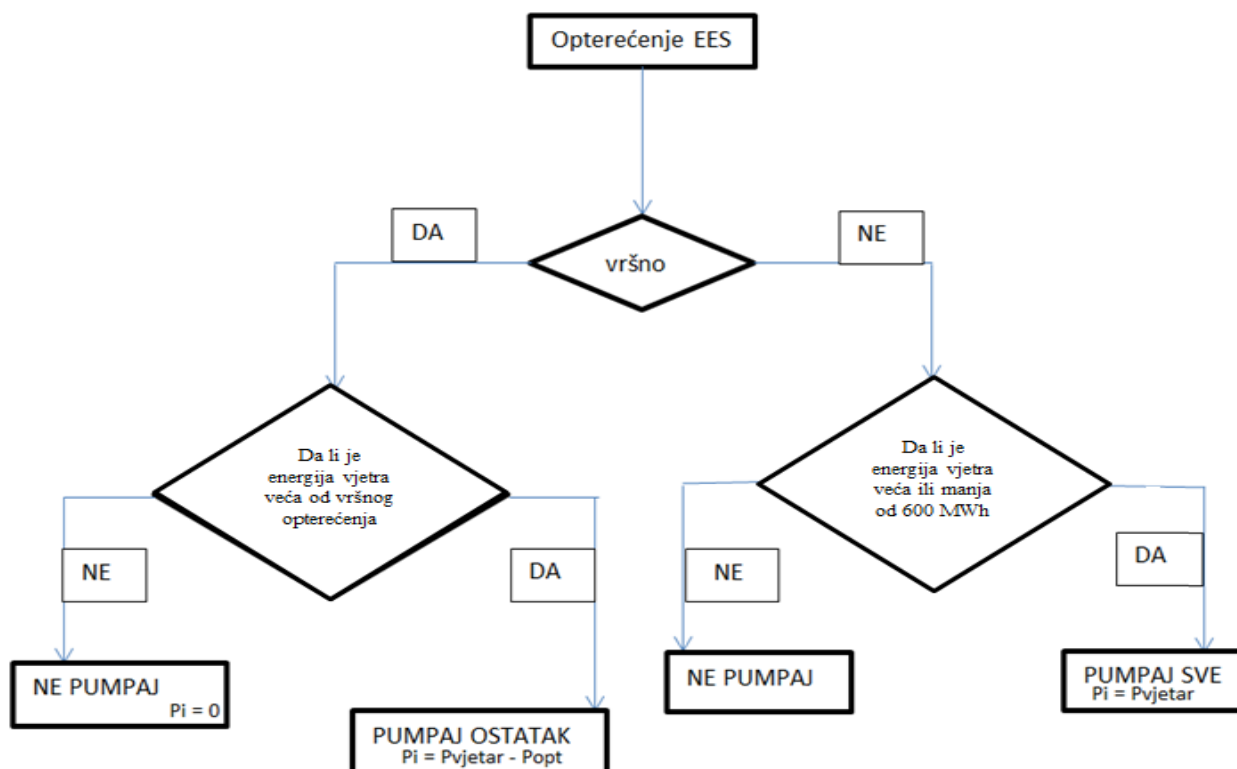 Opterećenje EES
DA
NE
vršno
Da li je
energija vjetra
veća od vršnog
opterećenja
Da li je
energija vjetra
veća ili manja
od 600 MWh
NE
DA
NE
DA
NE PUMPAJ
Pi = 0
PUMPAJ OSTATAK
Pi = Pvjetar - Popt
NE PUMPAJ
PUMPAJ SVE
Pi = Pvjetar